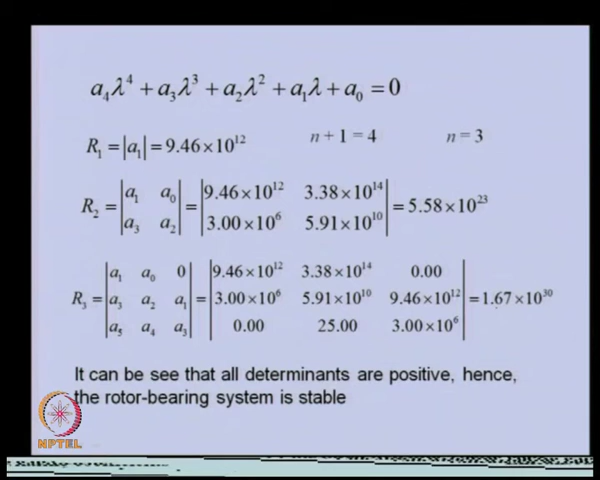 a₄λ⁴ + a₃λ³ + a₂λ² + a₁λ + a₀ = 0
R₁ = |a₁| = 9.46×10¹² n + 1 = 4 n = 3
R₂ = |a₁ a₀; a₃ a₂| = |9.46×10¹² 3.38×10¹⁴; 3.00×10⁶ 5.91×10¹⁰| = 5.58×10²³
R₃ = |a₁ a₀ 0; a₃ a₂ a₁; a₅ a₄ a₃| = |9.46×10¹² 3.38×10¹⁴ 0.00; 3.00×10⁶ 5.91×10¹⁰ 9.46×10¹²; 0.00 25.00 3.00×10⁶| = 1.67×10³⁰
It can be see that all determinants are positive, hence,
the rotor-bearing system is stable
NPTEL